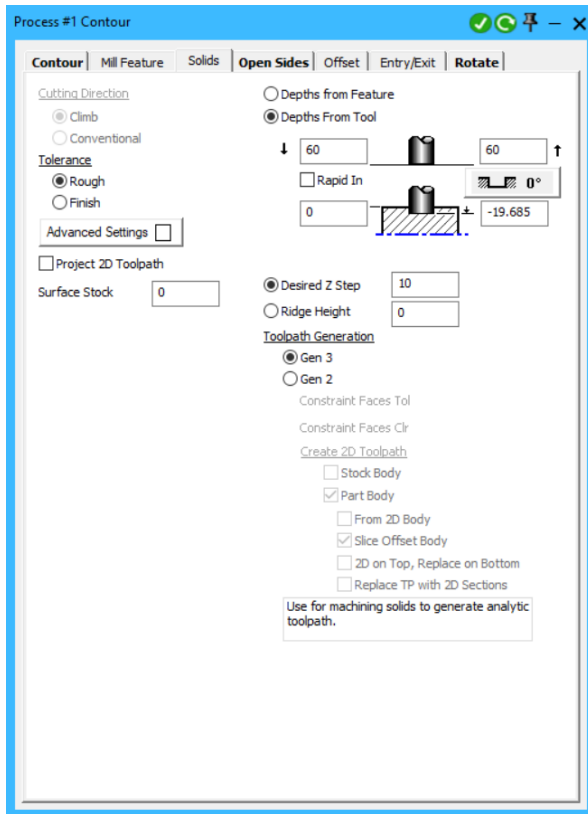 Process #1 Contour
Contour
Mill Feature
Solids
Open Sides
Offset
Entry/Exit
Rotate
Cutting Direction
Climb
Conventional
Tolerance
Rough
Finish
Advanced Settings
Project 2D Toolpath
Surface Stock 0
Depths from Feature
Depths From Tool
60 60
Rapid In
0°
0 -19.685
Desired Z Step 10
Ridge Height 0
Toolpath Generation
Gen 3
Gen 2
Constraint Faces Tol
Constraint Faces Clr
Create 2D Toolpath
Stock Body
Part Body
From 2D Body
Slice Offset Body
2D on Top, Replace on Bottom
Replace TP with 2D Sections
Use for machining solids to generate analytic
toolpath.